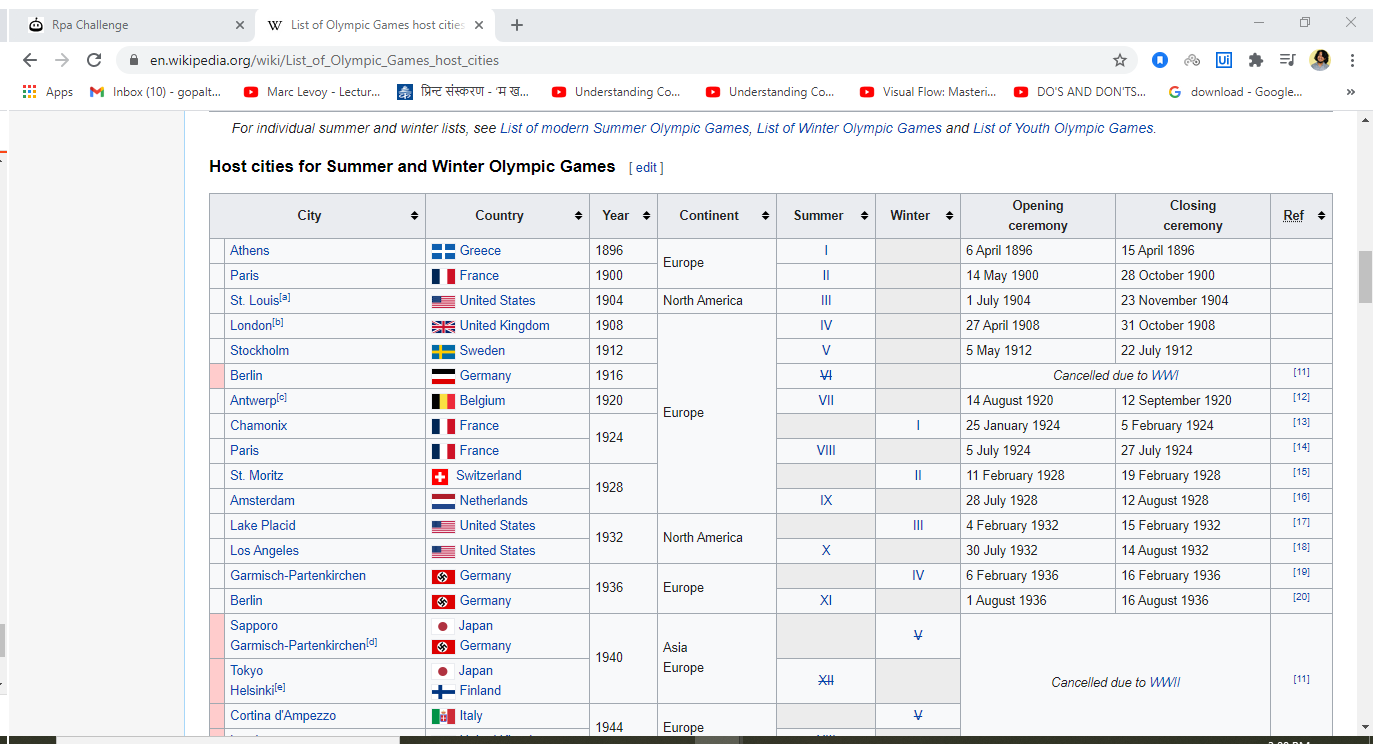 Rpa Challenge
List of Olympic Games host cities
en.wikipedia.org/wiki/List_of_Olympic_Games_host_cities
Apps Inbox (10) - gopalt... Marc Levoy - Lectur... प्रिन्ट संस्करण - 'म ख... Understanding Co... Understanding Co... Visual Flow: Masteri... DO'S AND DON'TS... download - Google... »
For individual summer and winter lists, see List of modern Summer Olympic Games, List of Winter Olympic Games and List of Youth Olympic Games.
Host cities for Summer and Winter Olympic Games [ edit ]
City Country Year Continent Summer Winter Opening ceremony Closing ceremony Ref
Athens Greece 1896 Europe I 6 April 1896 15 April 1896
Paris France 1900 II 14 May 1900 28 October 1900
St. Louis[a] United States 1904 North America III 1 July 1904 23 November 1904
London[b] United Kingdom 1908 IV 27 April 1908 31 October 1908
Stockholm Sweden 1912 V 5 May 1912 22 July 1912
Berlin Germany 1916 Europe VI Cancelled due to WWI [11]
Antwerp[c] Belgium 1920 VII 14 August 1920 12 September 1920 [12]
Chamonix France 1924 I 25 January 1924 5 February 1924 [13]
Paris France VIII 5 July 1924 27 July 1924 [14]
St. Moritz Switzerland 1928 II 11 February 1928 19 February 1928 [15]
Amsterdam Netherlands IX 28 July 1928 12 August 1928 [16]
Lake Placid United States 1932 North America III 4 February 1932 15 February 1932 [17]
Los Angeles United States X 30 July 1932 14 August 1932 [18]
Garmisch-Partenkirchen Germany 1936 Europe IV 6 February 1936 16 February 1936 [19]
Berlin Germany XI 1 August 1936 16 August 1936 [20]
Sapporo Japan 1940 Asia V
Garmisch-Partenkirchen[d] Germany Europe
Tokyo Japan XII Cancelled due to WWII [11]
Helsinki[e] Finland
Cortina d'Ampezzo Italy 1944 Europe V